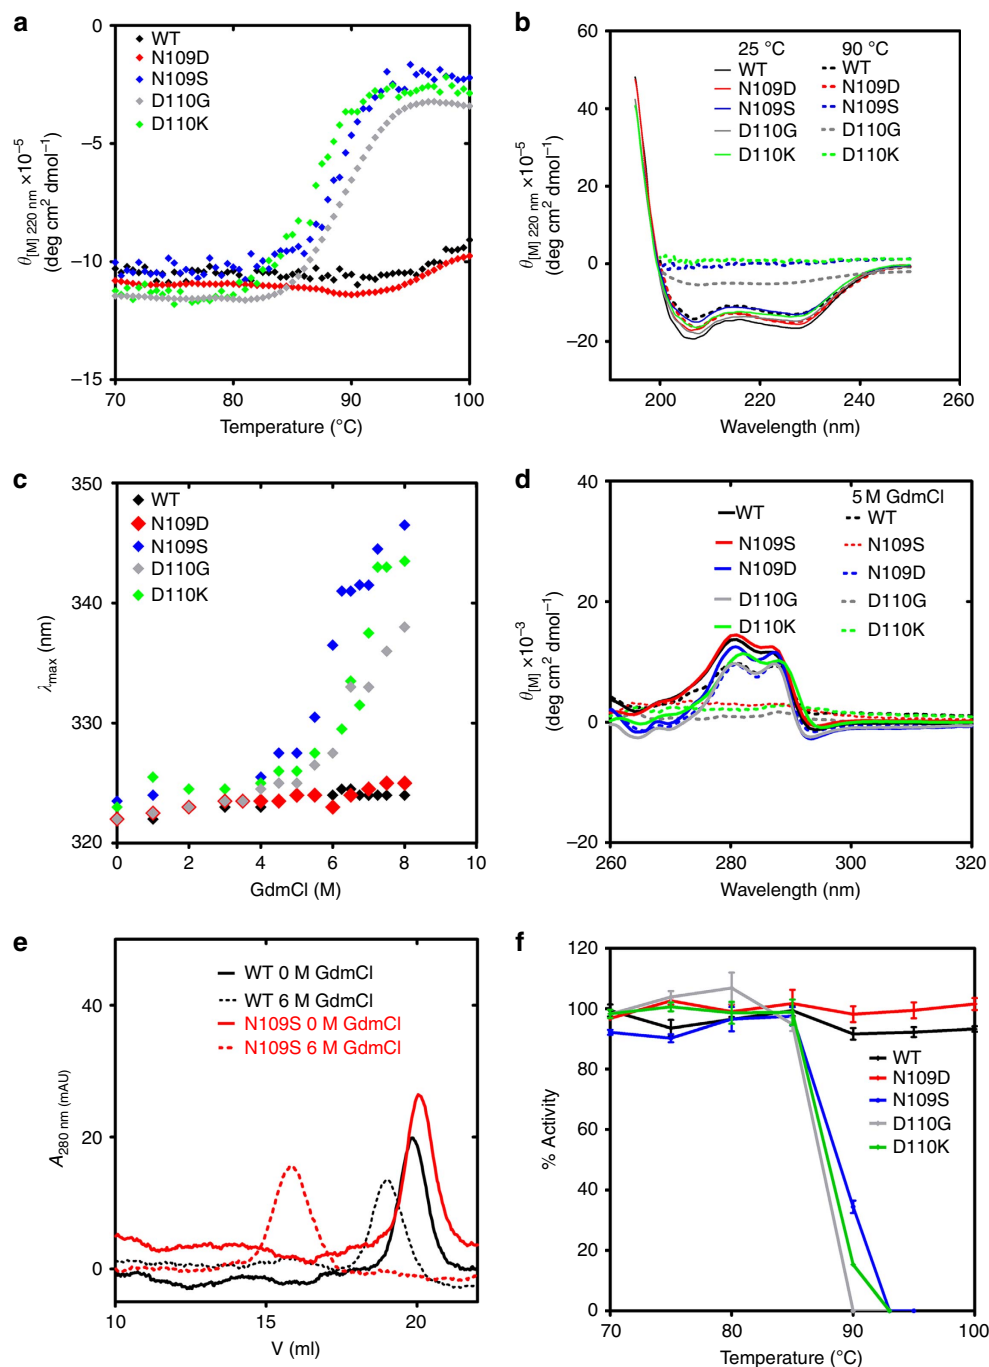 a
0
−5
−10
−15
θ[M] 220 nm ×10−5
(deg cm2 dmol−1)
WT
N109D
N109S
D110G
D110K
70 80 90 100
Temperature (°C)
b
60
40
20
0
−20
θ[M] 220 nm ×10−5
(deg cm2 dmol−1)
25 °C 90 °C
WT WT
N109D N109D
N109S N109S
D110G D110G
D110K D110K
200 220 240 260
Wavelength (nm)
c
350
340
330
320
λmax (nm)
WT
N109D
N109S
D110G
D110K
0 2 4 6 8 10
GdmCl (M)
d
40
20
0
−20
θ[M] ×10−3
(deg cm2 dmol−1)
5 M GdmCl
WT WT
N109S N109S
N109D N109D
D110G D110G
D110K D110K
260 280 300 320
Wavelength (nm)
e
40
20
0
A280 nm (mAU)
WT 0 M GdmCl
WT 6 M GdmCl
N109S 0 M GdmCl
N109S 6 M GdmCl
10 15 20
V (ml)
f
120
100
80
60
40
20
0
% Activity
WT
N109D
N109S
D110G
D110K
70 80 90 100
Temperature (°C)